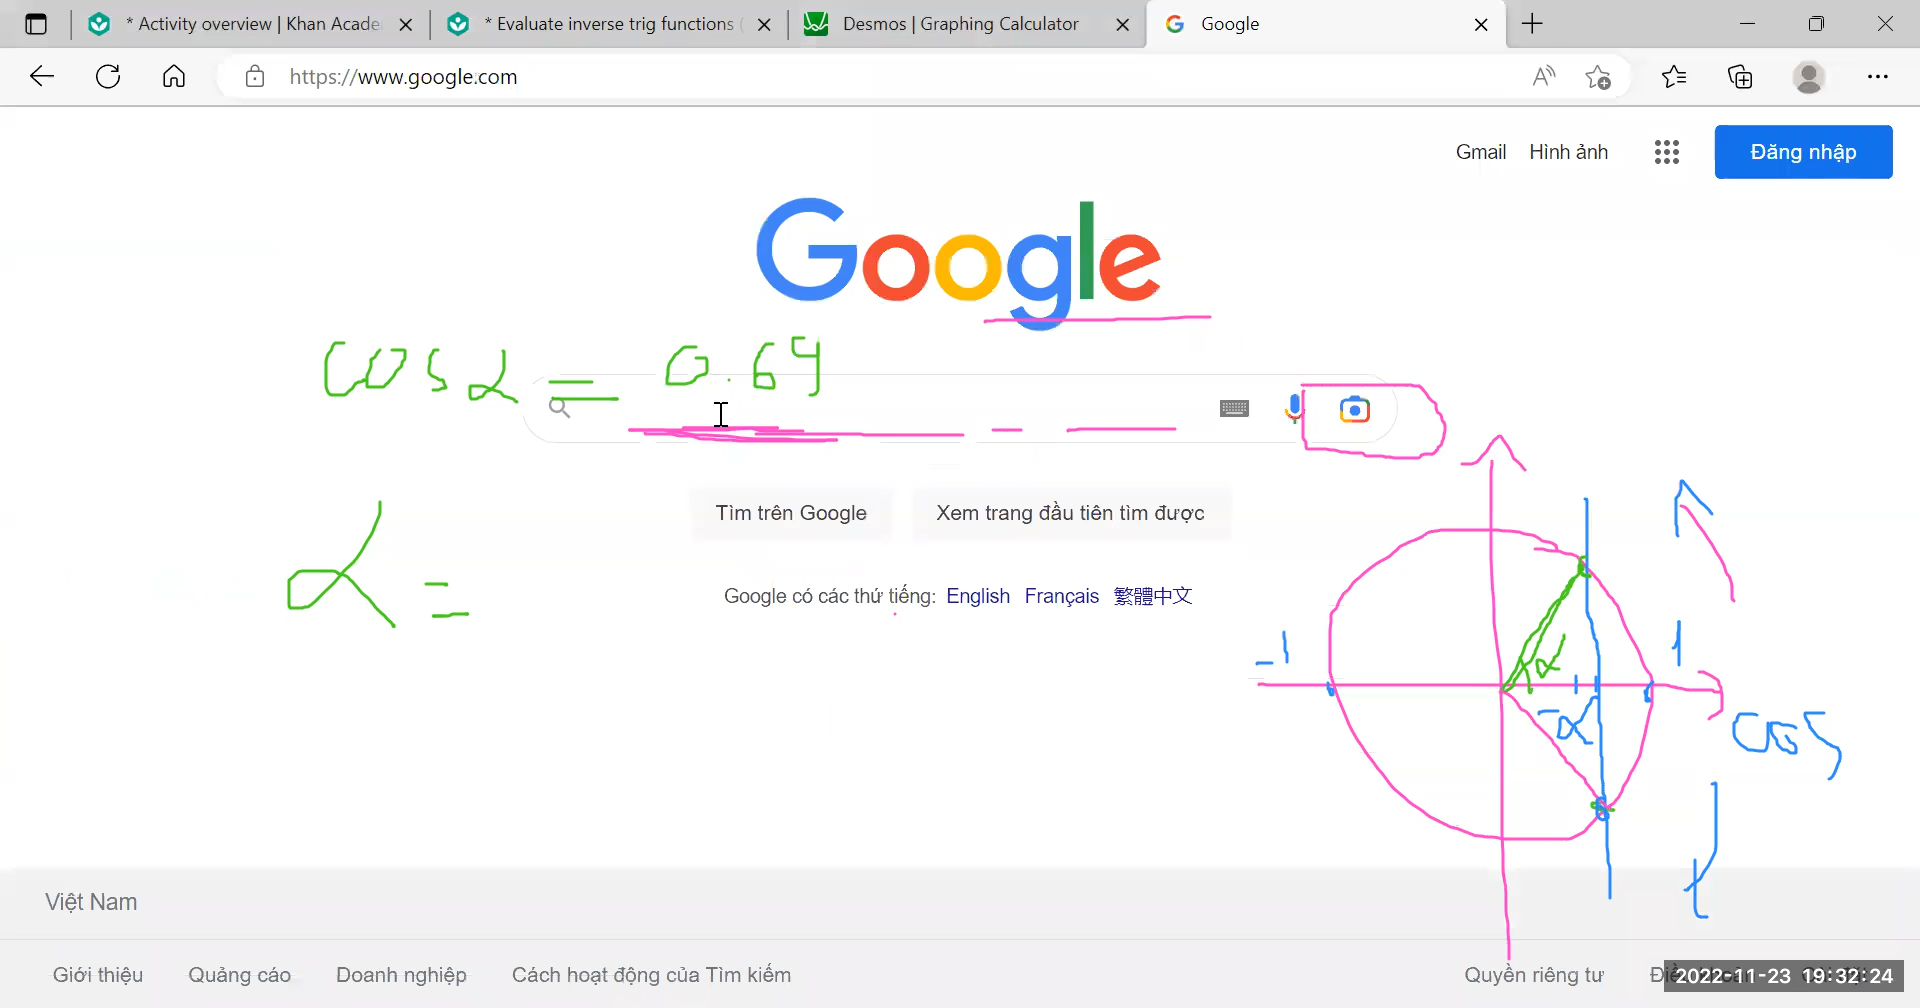 * Activity overview | Khan Acade
* Evaluate inverse trig functions (
Desmos | Graphing Calculator
Google
https://www.google.com
Gmail
Hình ảnh
Đăng nhập
Google
cos α = 0.64
Tìm trên Google
Xem trang đầu tiên tìm được
α =
Google có các thứ tiếng: English Français 繁體中文
-1
1
α
-α
cos
Việt Nam
Giới thiệu
Quảng cáo
Doanh nghiệp
Cách hoạt động của Tìm kiếm
Quyền riêng tư
2022-11-23 19:32:24